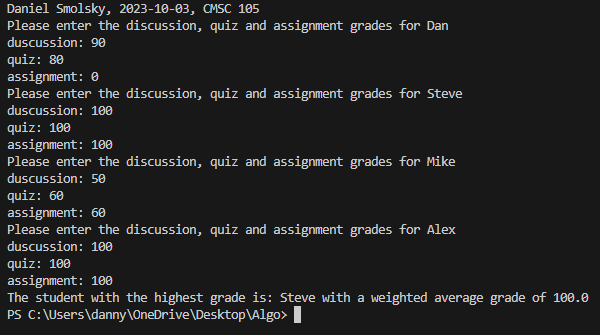 Daniel Smolsky, 2023-10-03, CMSC 105
Please enter the discussion, quiz and assignment grades for Dan
duscussion: 90
quiz: 80
assignment: 0
Please enter the discussion, quiz and assignment grades for Steve
duscussion: 100
quiz: 100
assignment: 100
Please enter the discussion, quiz and assignment grades for Mike
duscussion: 50
quiz: 60
assignment: 60
Please enter the discussion, quiz and assignment grades for Alex
duscussion: 100
quiz: 100
assignment: 100
The student with the highest grade is: Steve with a weighted average grade of 100.0
PS C:\Users\danny\OneDrive\Desktop\Algo>